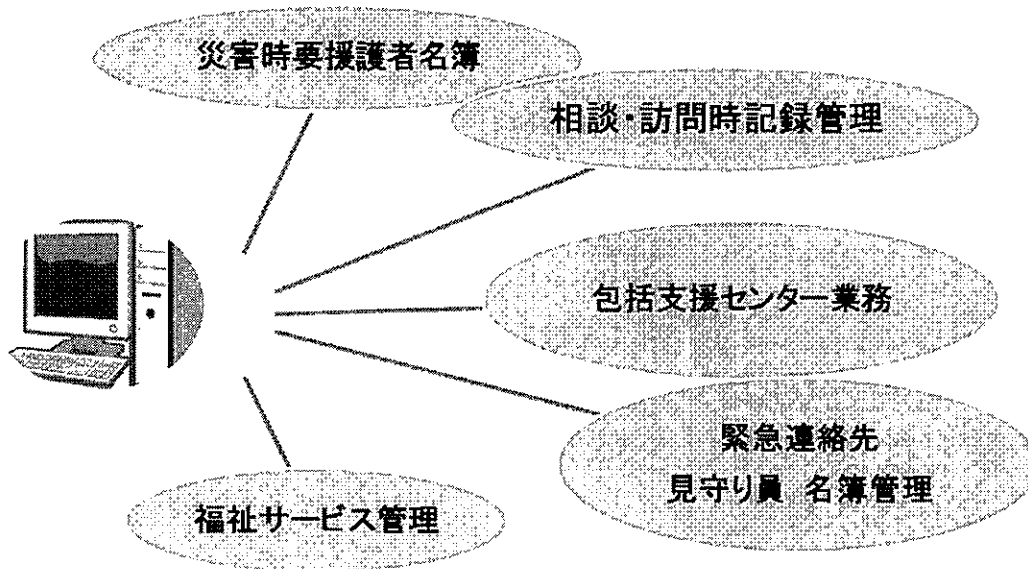 災害時要援護者名簿
相談・訪問時記録管理
包括支援センター業務
緊急連絡先
見守り員 名簿管理
福祉サービス管理